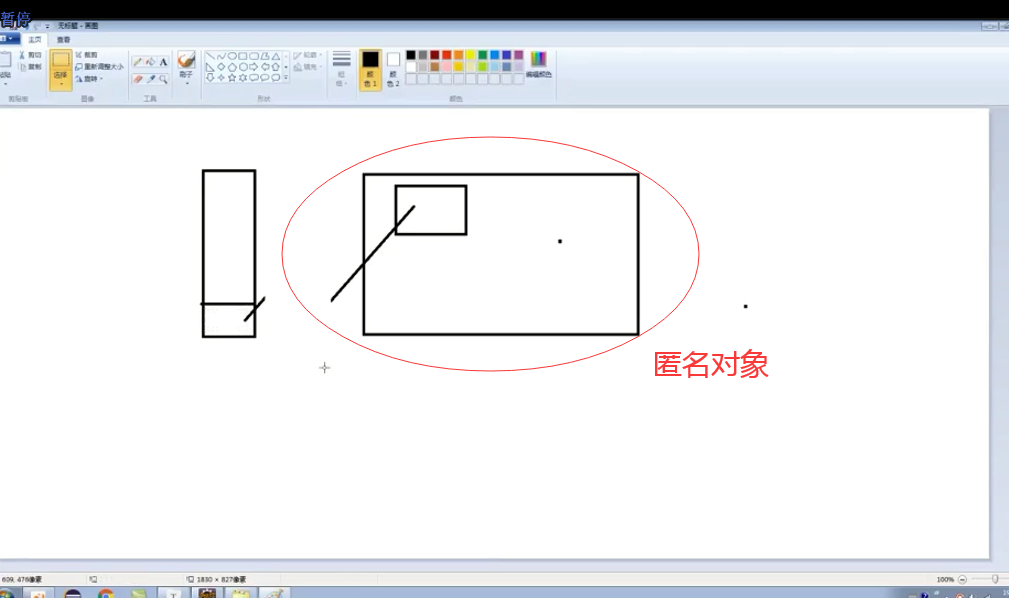 暂停
无标题 - 画图
主页 查看
剪切
复制
粘贴
剪贴板
选择
裁剪
重新调整大小
旋转
图像
A
工具
刷子
轮廓
填充
形状
粗细
颜色 1
颜色 2
颜色
编辑颜色
匿名对象
609, 476像素
1830 × 827像素
100%